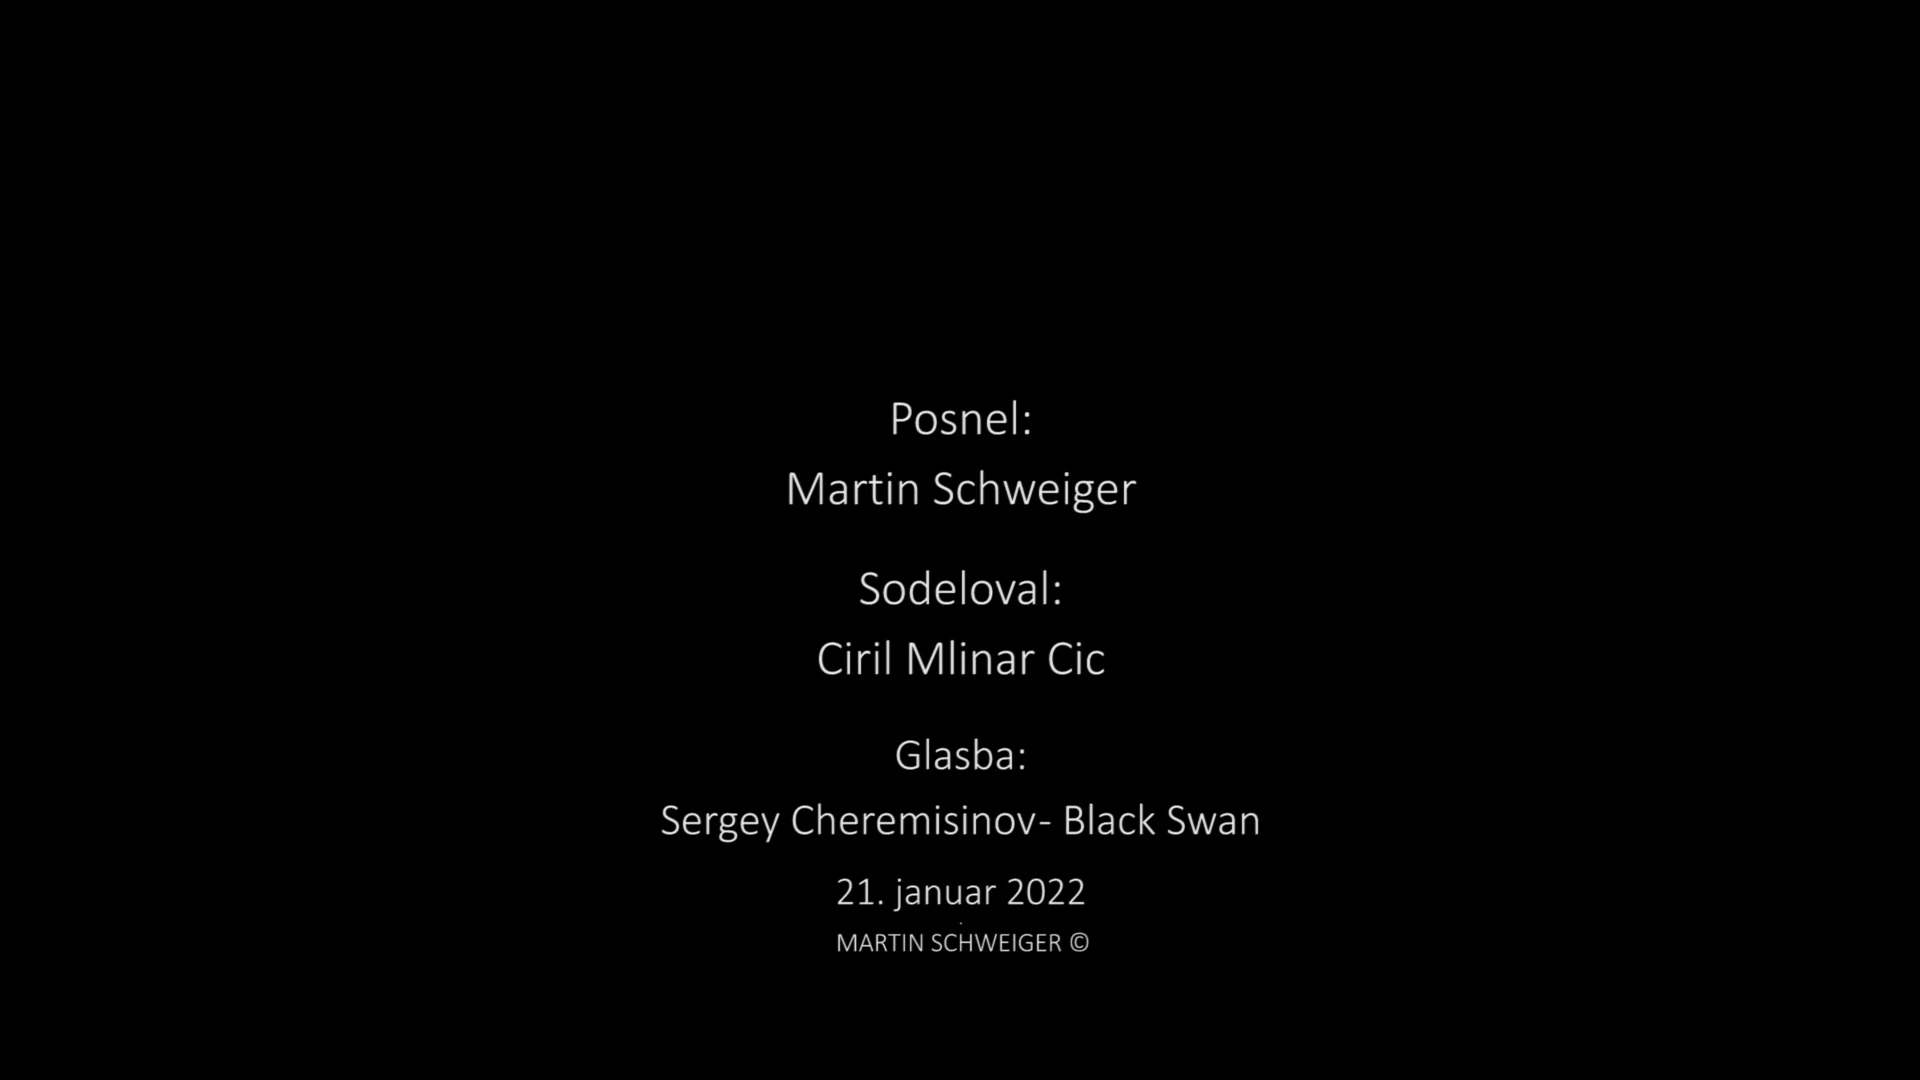 Posnel:
Martin Schweiger
Sodeloval:
Ciril Mlinar Cic
Glasba:
Sergey Cheremisinov- Black Swan
21. januar 2022
MARTIN SCHWEIGER ©